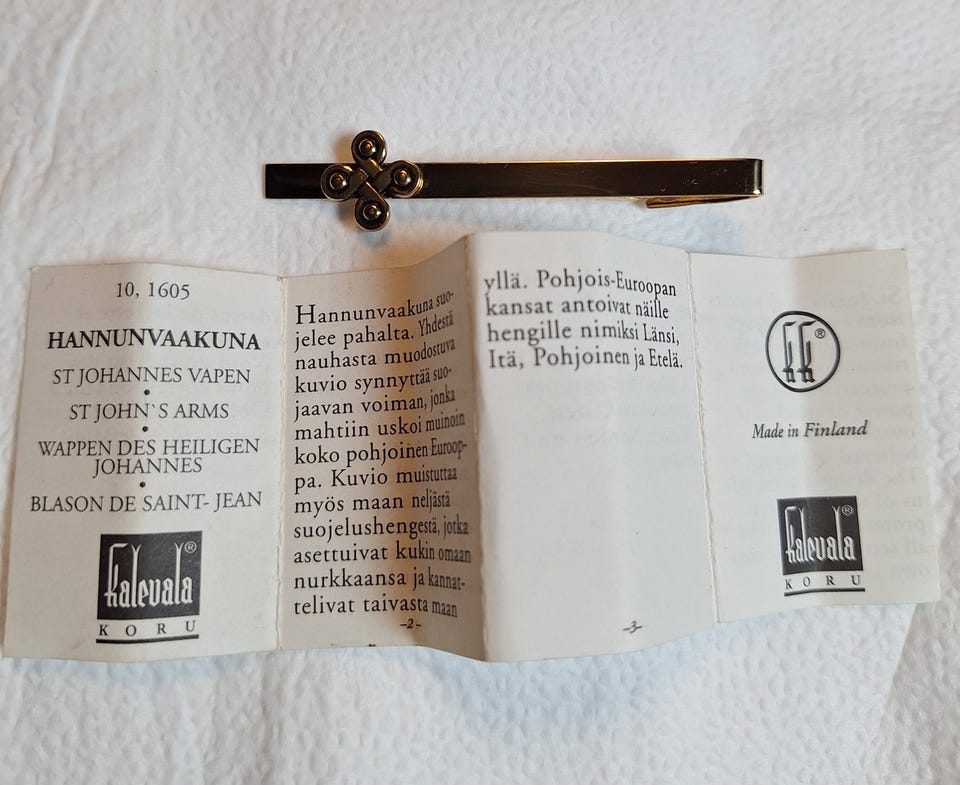 10, 1605
HANNUNVAAKUNA
ST JOHANNES VAPEN
•
ST JOHN`S ARMS
•
WAPPEN DES HEILIGEN
JOHANNES
•
BLASON DE SAINT- JEAN
kalevala®
KORU
Hannunvaakuna suo-
jelee pahalta. Yhdestä
nauhasta muodostuva
kuvio synnyttää suo-
jaavan voiman, jonka
mahtiin uskoi muinoin
koko pohjoinen Euroop-
pa. Kuvio muistuttaa
myös maan neljästä
suojelushengestä, jotka
asettuivat kukin omaan
nurkkaansa ja kannat-
telivat taivasta maan
-2-
yllä. Pohjois-Euroopan
kansat antoivat näille
hengille nimiksi Länsi,
Itä, Pohjoinen ja Etelä.
-3-
®
Made in Finland
kalevala®
KORU